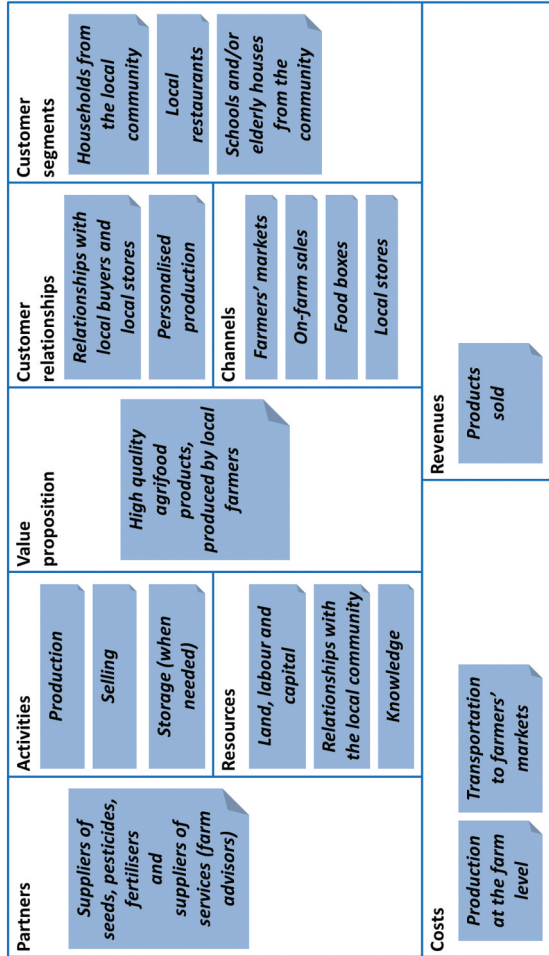 Partners
Suppliers of
seeds, pesticides,
fertilisers
and
suppliers of
services (farm
advisors)
Activities
Production
Selling
Storage (when
needed)
Resources
Land, labour and
capital
Relationships with
the local community
Knowledge
Value
proposition
High quality
agrifood
products,
produced by local
farmers
Customer
relationships
Relationships with
local buyers and
local stores
Personalised
production
Channels
Farmers’ markets
On-farm sales
Food boxes
Local stores
Customer
segments
Households from
the local
community
Local
restaurants
Schools and/or
elderly houses
from the
community
Costs
Production
at the farm
level
Transportation
to farmers’
markets
Revenues
Products
sold